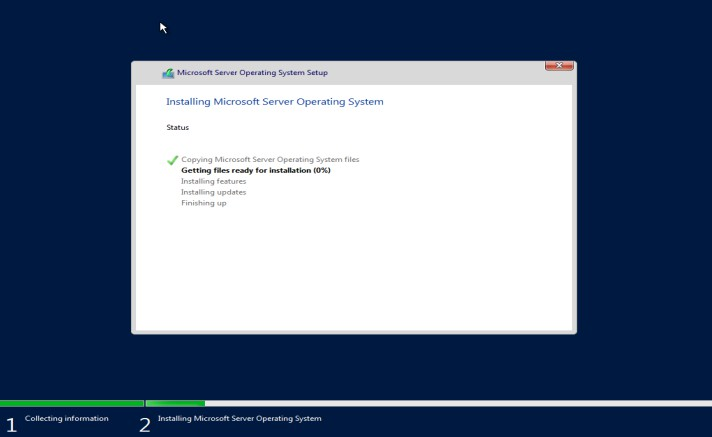 Microsoft Server Operating System Setup
Installing Microsoft Server Operating System
Status
Copying Microsoft Server Operating System files
Getting files ready for installation (0%)
Installing features
Installing updates
Finishing up
1 Collecting information
2 Installing Microsoft Server Operating System